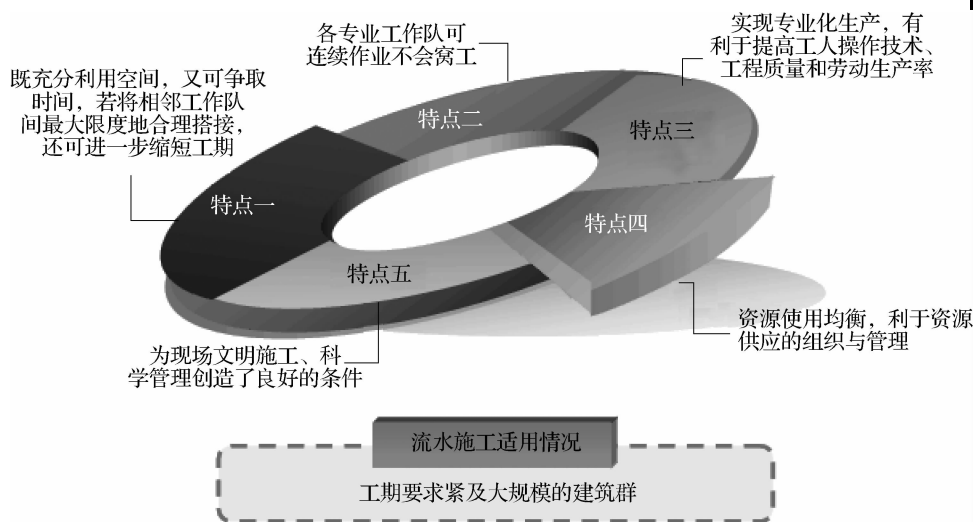 各专业工作队可
连续作业不会窝工
实现专业化生产，有
利于提高工人操作技术、
工程质量和劳动生产率
既充分利用空间，又可争取
时间，若将相邻工作队
间最大限度地合理搭接，
还可进一步缩短工期
特点二
特点三
特点一
特点四
特点五
资源使用均衡，利于资源
供应的组织与管理
为现场文明施工、科
学管理创造了良好的条件
流水施工适用情况
工期要求紧及大规模的建筑群